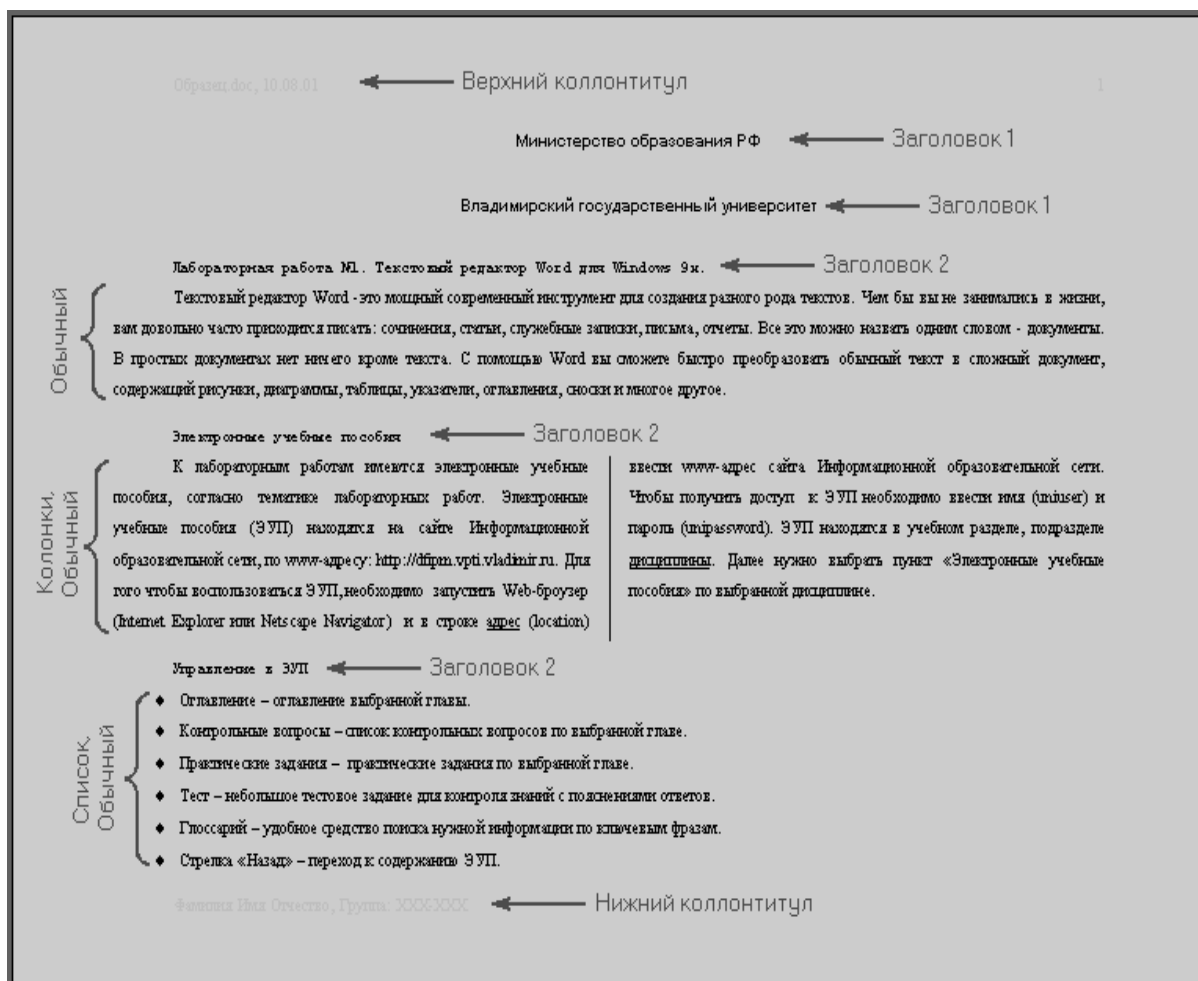 Образец.doc, 10.08.01 Верхний коллонтитул 1
Министерство образования РФ Заголовок 1
Владимирский государственный университет Заголовок 1
Лабораторная работа №1. Текстовый редактор Word для Windows 9x. Заголовок 2
Обычный
Текстовый редактор Word - это мощный современный инструмент для создания разного рода текстов. Чем бы вы не занимались в жизни,
вам довольно часто приходится писать: сочинения, статьи, служебные записки, письма, отчеты. Все это можно назвать одним словом - документы.
В простых документах нет ничего кроме текста. С помощью Word вы сможете быстро преобразовать обычный текст в сложный документ,
содержащий рисунки, диаграммы, таблицы, указатели, оглавления, сноски и многое другое.
Электронные учебные пособия Заголовок 2
Колонки,
Обычный
К лабораторным работам имеются электронные учебные
пособия, согласно тематике лабораторных работ. Электронные
учебные пособия (ЭУП) находятся на сайте Информационной
образовательной сети, по www-адресу: http://dfipm.vpti.vladimir.ru. Для
того чтобы воспользоваться ЭУП,необходимо запустить Web-броузер
(Internet Explorer или Netscape Navigator) и в строке адрес (location)
ввести www-адрес сайта Информационной образовательной сети.
Чтобы получить доступ к ЭУП необходимо ввести имя (uniuser) и
пароль (unipassword). ЭУП находятся в учебном разделе, подразделе
дисциплины. Далее нужно выбрать пункт «Электронные учебные
пособия» по выбранной дисциплине.
Управление в ЭУП Заголовок 2
Список,
Обычный
♦ Оглавление – оглавление выбранной главы.
♦ Контрольные вопросы – список контрольных вопросов по выбранной главе.
♦ Практические задания – практические задания по выбранной главе.
♦ Тест – небольшое тестовое задание для контроля знаний с пояснениями ответов.
♦ Глоссарий – удобное средство поиска нужной информации по ключевым фразам.
♦ Стрелка «Назад» – переход к содержанию ЭУП.
Фамилия Имя Отчество, Группа: XXX-XXX Нижний коллонтитул